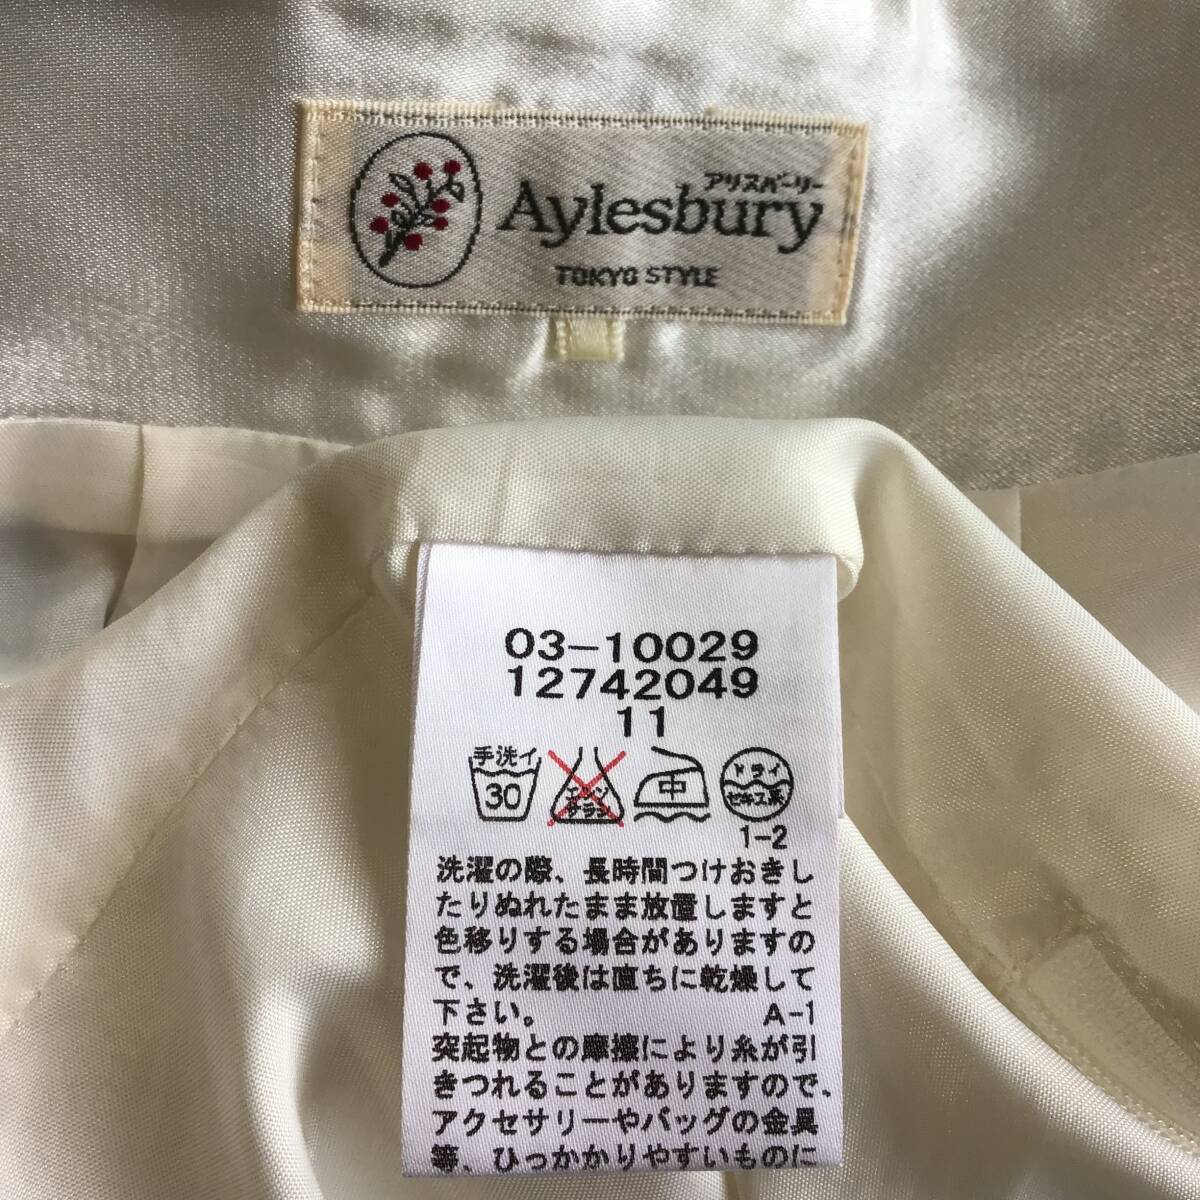 アリスバーリー
Aylesbury
TOKYO STYLE
03-10029
12742049
11
手洗イ
30
エンソ
チラシ
中
ドライ
セキユ系
1-2
洗濯の際、長時間つけおきし
たりぬれたまま放置しますと
色移りする場合がありますの
で、洗濯後は直ちに乾燥して
下さい。 A-1
突起物との摩擦により糸が引
きつれることがありますので、
アクセサリーやバッグの金具
等、ひっかかりやすいものに